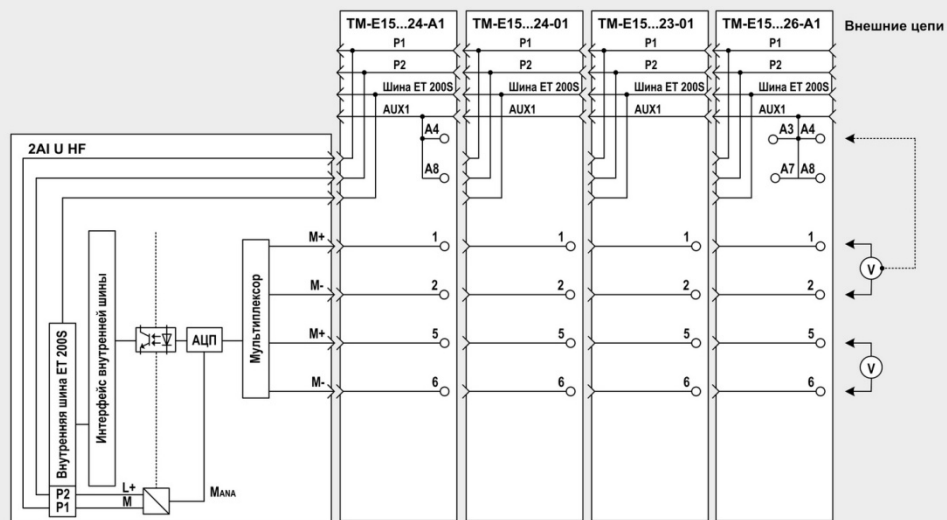 TM-E15...24-A1 TM-E15...24-01 TM-E15...23-01 TM-E15...26-A1 Внешние цепи
P1 P1 P1 P1
P2 P2 P2 P2
Шина ET 200S Шина ET 200S Шина ET 200S Шина ET 200S
AUX1 AUX1 AUX1 AUX1
A4 A3 A4
2AI U HF
A8 A7 A8
M+ 1 1 1 1
V
M- 2 2 2 2
M+ 5 5 5 5
V
M- 6 6 6 6
Внутренняя шина ET 200S
Интерфейс внутренней шины
АЦП
Мультиплексор
P2 L+
P1 M
MANA